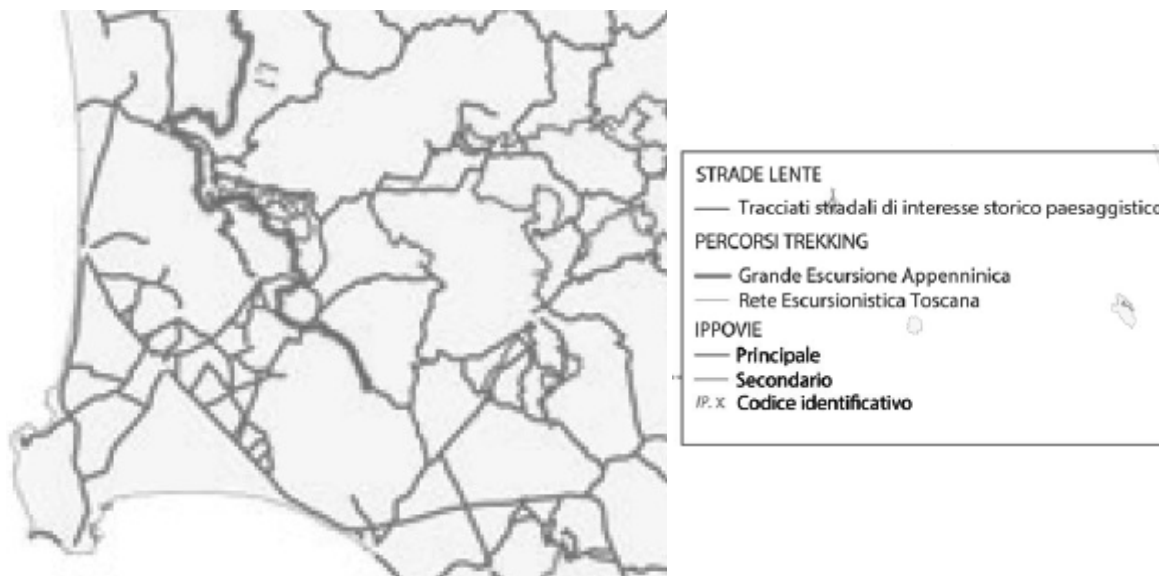 STRADE LENTE
Tracciati stradali di interesse storico paesaggistico
PERCORSI TREKKING
Grande Escursione Appenninica
Rete Escursionistica Toscana
IPPOVIE
Principale
Secondario
IP. X Codice identificativo